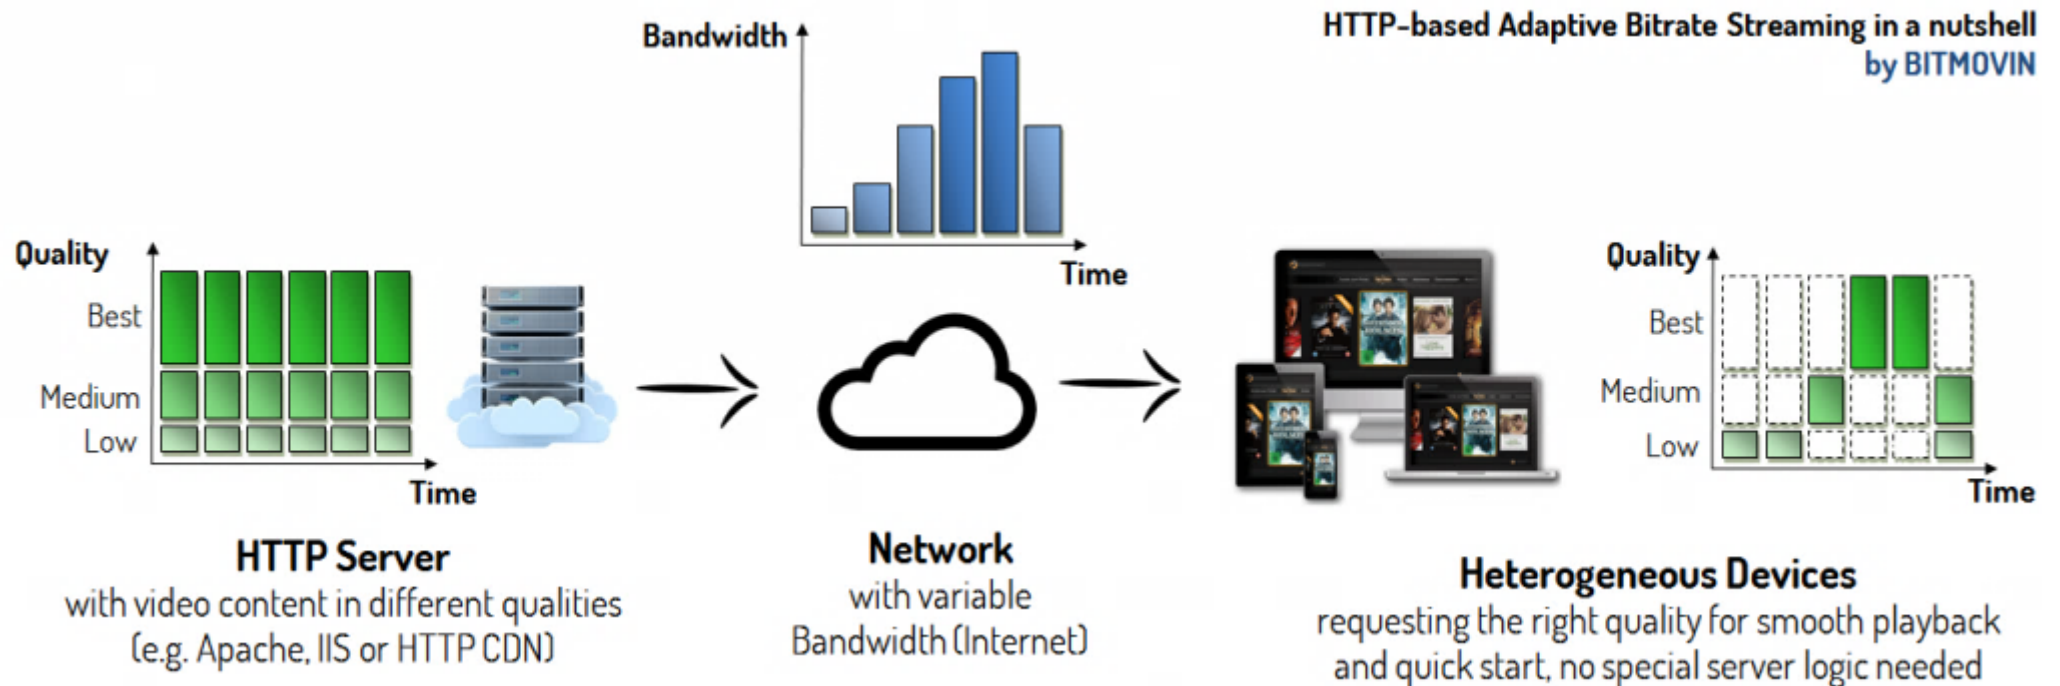 HTTP-based Adaptive Bitrate Streaming in a nutshell
by BITMOVIN
Bandwidth
Time
Quality
Best
Medium
Low
Time
Quality
Best
Medium
Low
Time
HTTP Server
with video content in different qualities
(e.g. Apache, IIS or HTTP CDN)
Network
with variable
Bandwidth (Internet)
Heterogeneous Devices
requesting the right quality for smooth playback
and quick start, no special server logic needed